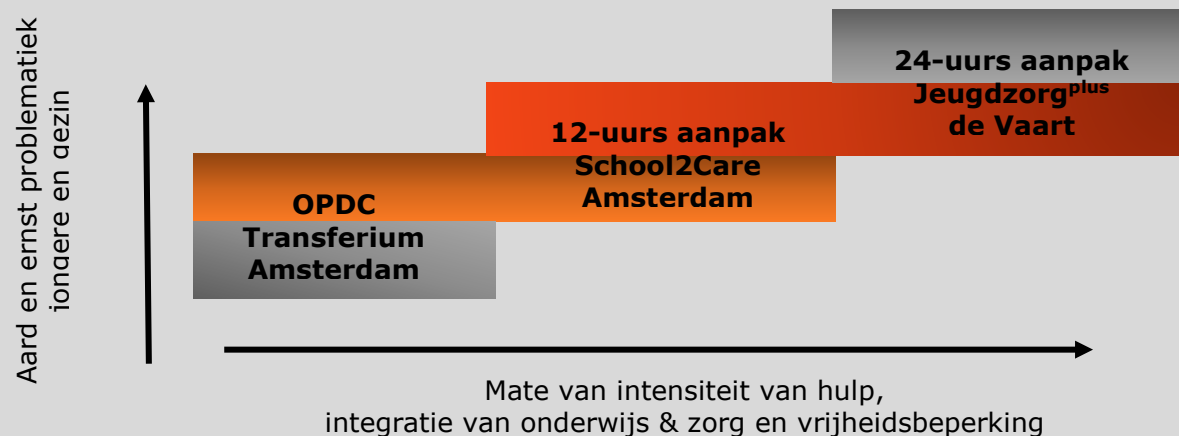 Aard en ernst problematiek
jongere en gezin
24-uurs aanpak
Jeugdzorgplus
de Vaart
12-uurs aanpak
School2Care
Amsterdam
OPDC
Transferium
Amsterdam
Mate van intensiteit van hulp,
integratie van onderwijs & zorg en vrijheidsbeperking